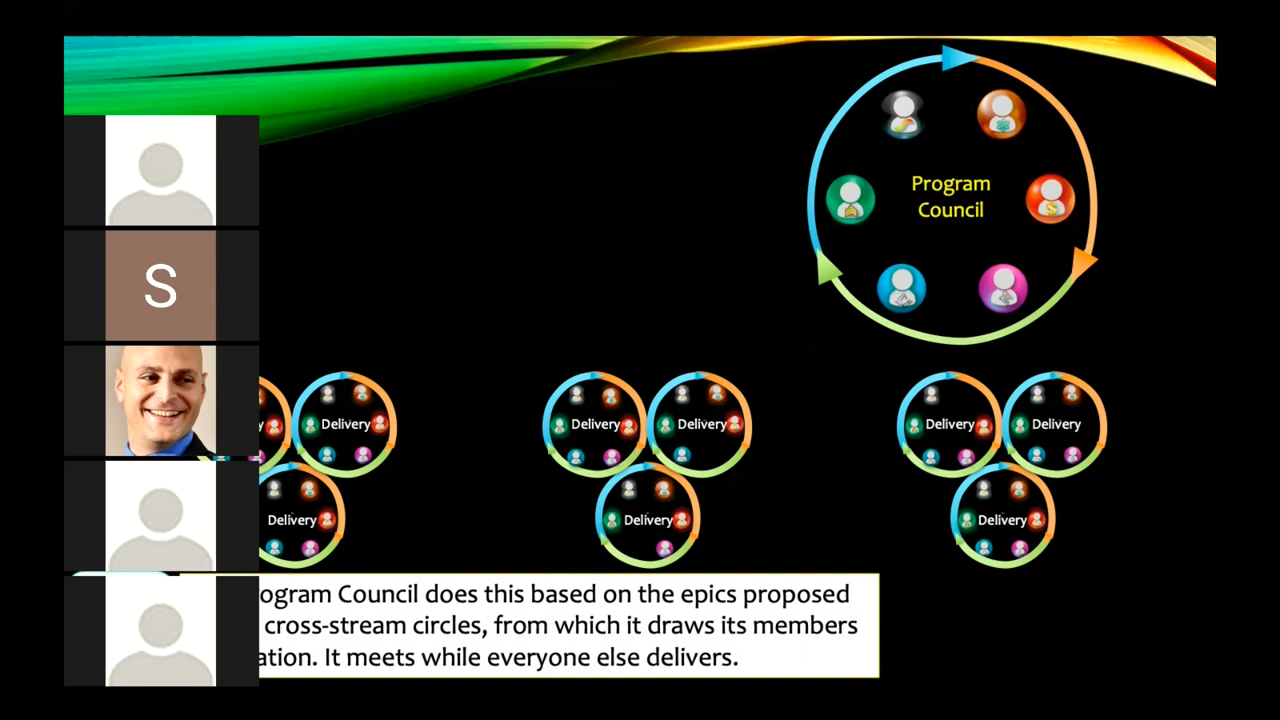 Program
Council
S
Delivery
Delivery
Delivery
Delivery
Delivery
Delivery
Delivery
Delivery
ogram Council does this based on the epics proposed
cross-stream circles, from which it draws its members
ation. It meets while everyone else delivers.